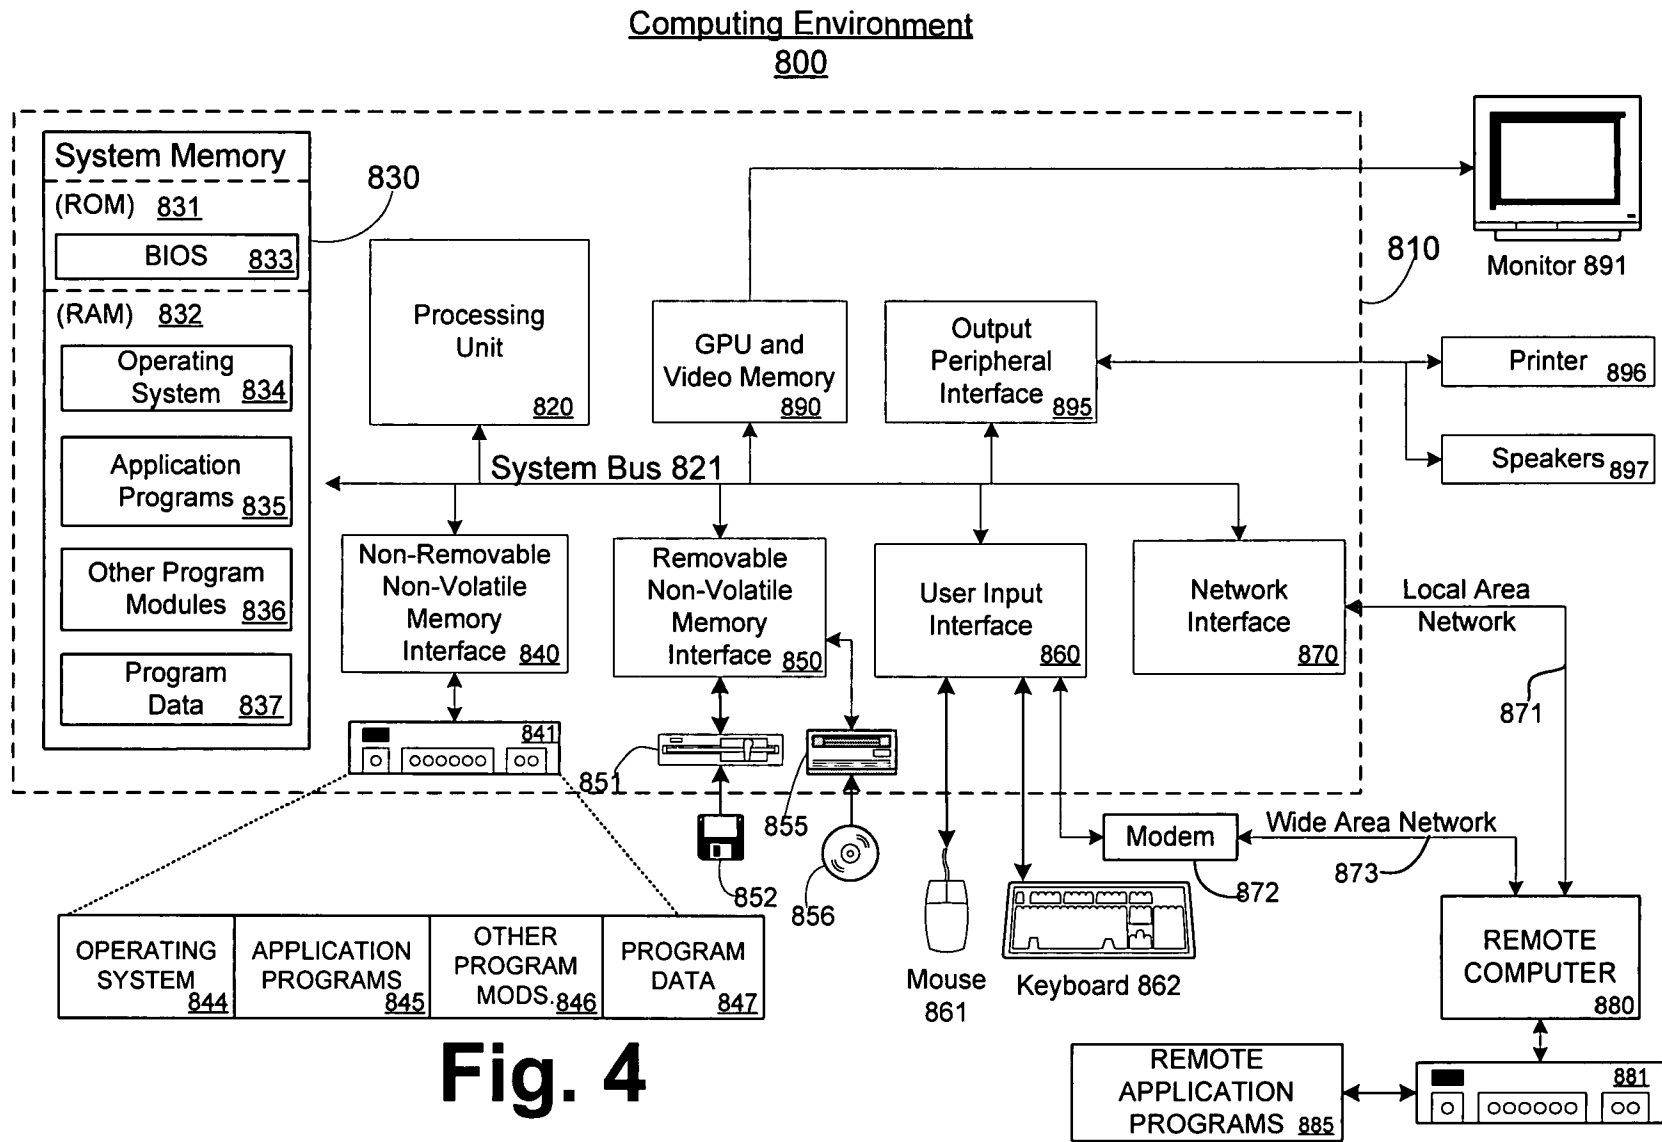 Computing Environment
800
System Memory
(ROM) 831
BIOS 833
(RAM) 832
Operating
System 834
Application
Programs 835
Other Program
Modules 836
Program
Data 837
830
Processing
Unit
820
GPU and
Video Memory
890
Output
Peripheral
Interface 895
810
Monitor 891
Printer 896
Speakers 897
System Bus 821
Non-Removable
Non-Volatile
Memory
Interface 840
Removable
Non-Volatile
Memory
Interface 850
User Input
Interface
860
Network
Interface
870
Local Area
Network
871
841
851
855
852
856
Modem
872
Wide Area Network
873
Mouse
861
Keyboard 862
OPERATING
SYSTEM 844
APPLICATION
PROGRAMS 845
OTHER
PROGRAM
MODS. 846
PROGRAM
DATA 847
REMOTE
COMPUTER
880
881
REMOTE
APPLICATION
PROGRAMS 885
Fig. 4